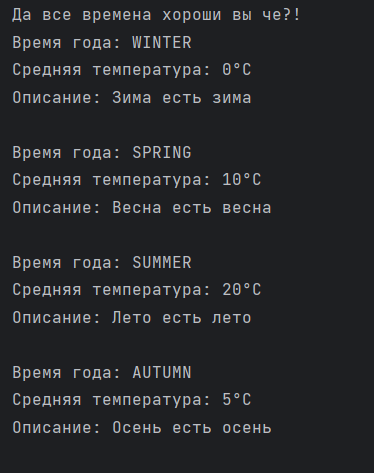 Да все времена хороши вы че?!
Время года: WINTER
Средняя температура: 0°C
Описание: Зима есть зима
Время года: SPRING
Средняя температура: 10°C
Описание: Весна есть весна
Время года: SUMMER
Средняя температура: 20°C
Описание: Лето есть лето
Время года: AUTUMN
Средняя температура: 5°C
Описание: Осень есть осень